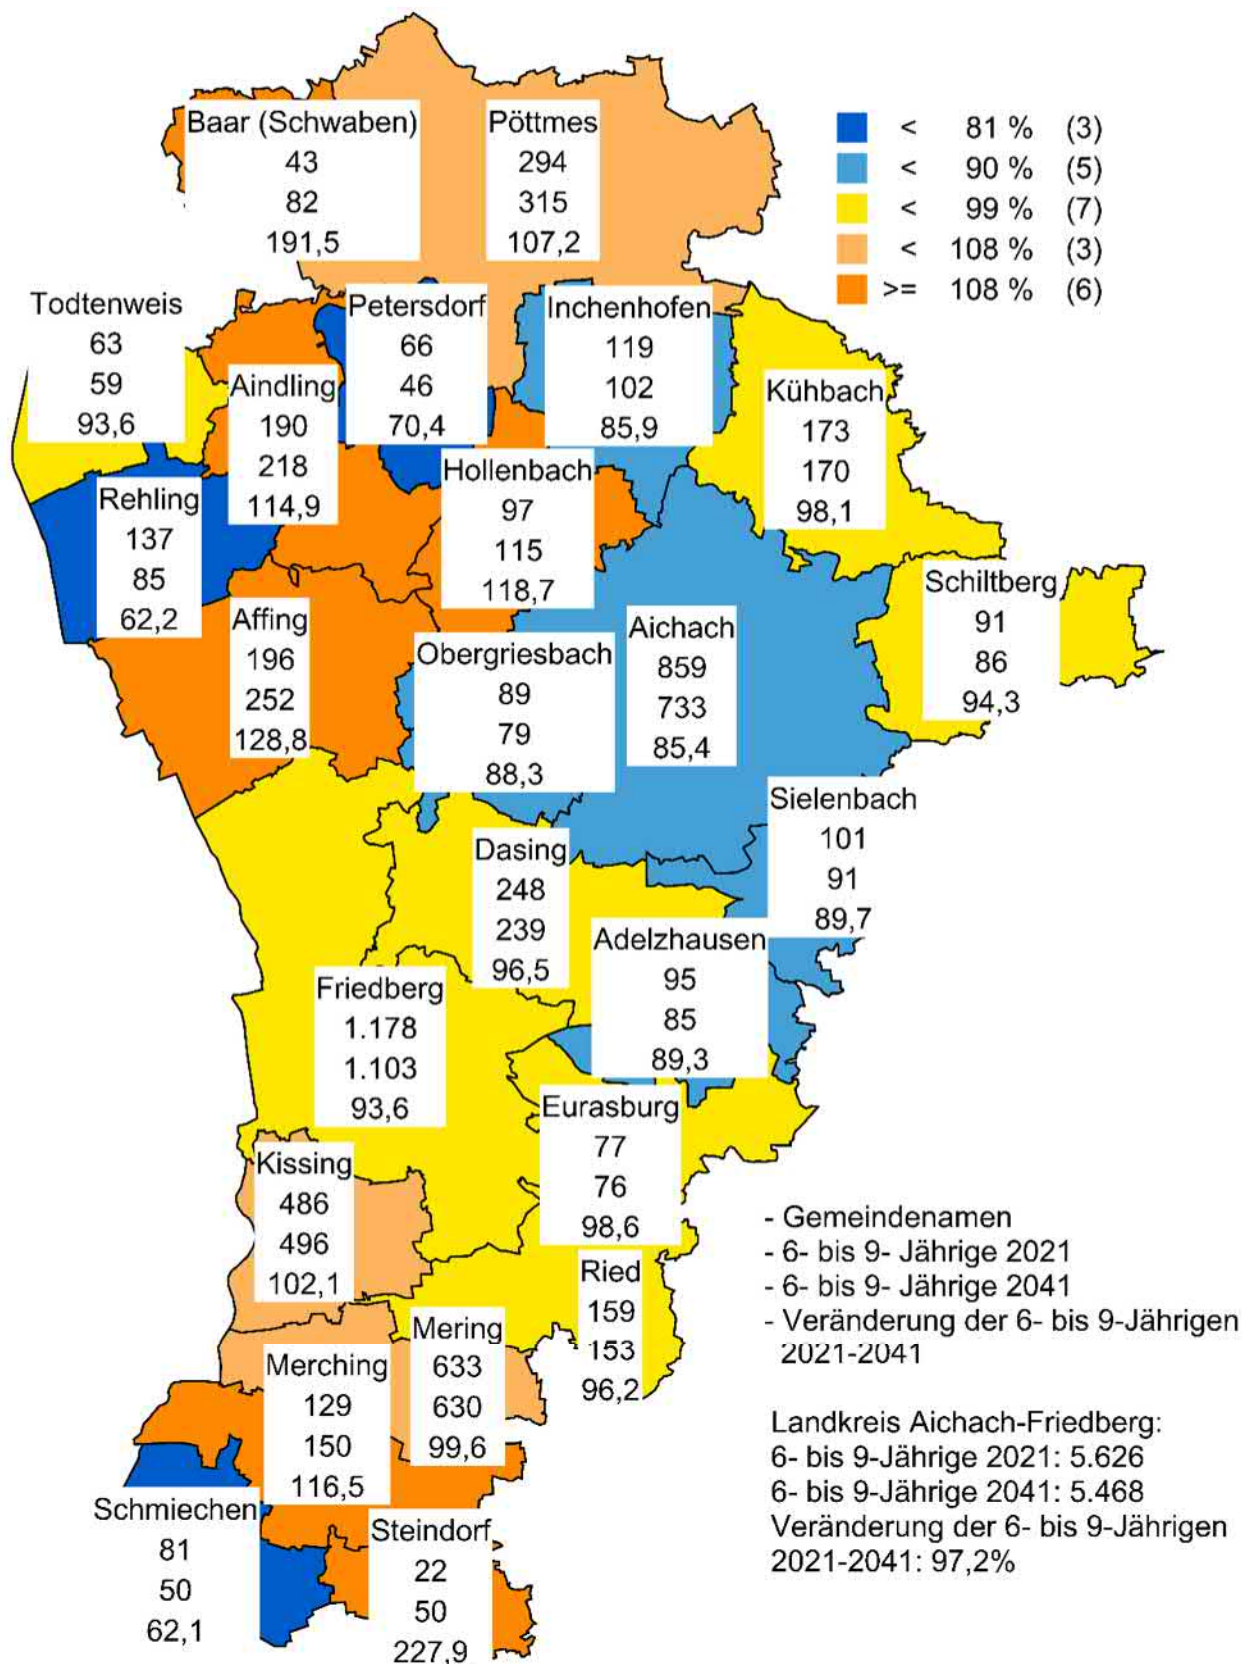 Baar (Schwaben)
43
82
191,5
Pöttmes
294
315
107,2
< 81 % (3)
< 90 % (5)
< 99 % (7)
< 108 % (3)
>= 108 % (6)
Todtenweis
63
59
93,6
Aindling
190
218
114,9
Petersdorf
66
46
70,4
Inchenhofen
119
102
85,9
Kühbach
173
170
98,1
Rehling
137
85
62,2
Hollenbach
97
115
118,7
Schiltberg
91
86
94,3
Affing
196
252
128,8
Obergriesbach
89
79
88,3
Aichach
859
733
85,4
Sielenbach
101
91
89,7
Dasing
248
239
96,5
Adelzhausen
95
85
89,3
Friedberg
1.178
1.103
93,6
Eurasburg
77
76
98,6
Kissing
486
496
102,1
Ried
159
153
96,2
Mering
633
630
99,6
Merching
129
150
116,5
Schmiechen
81
50
62,1
Steindorf
22
50
227,9
- Gemeindenamen
- 6- bis 9- Jährige 2021
- 6- bis 9- Jährige 2041
- Veränderung der 6- bis 9-Jährigen
2021-2041
Landkreis Aichach-Friedberg:
6- bis 9-Jährige 2021: 5.626
6- bis 9-Jährige 2041: 5.468
Veränderung der 6- bis 9-Jährigen
2021-2041: 97,2%